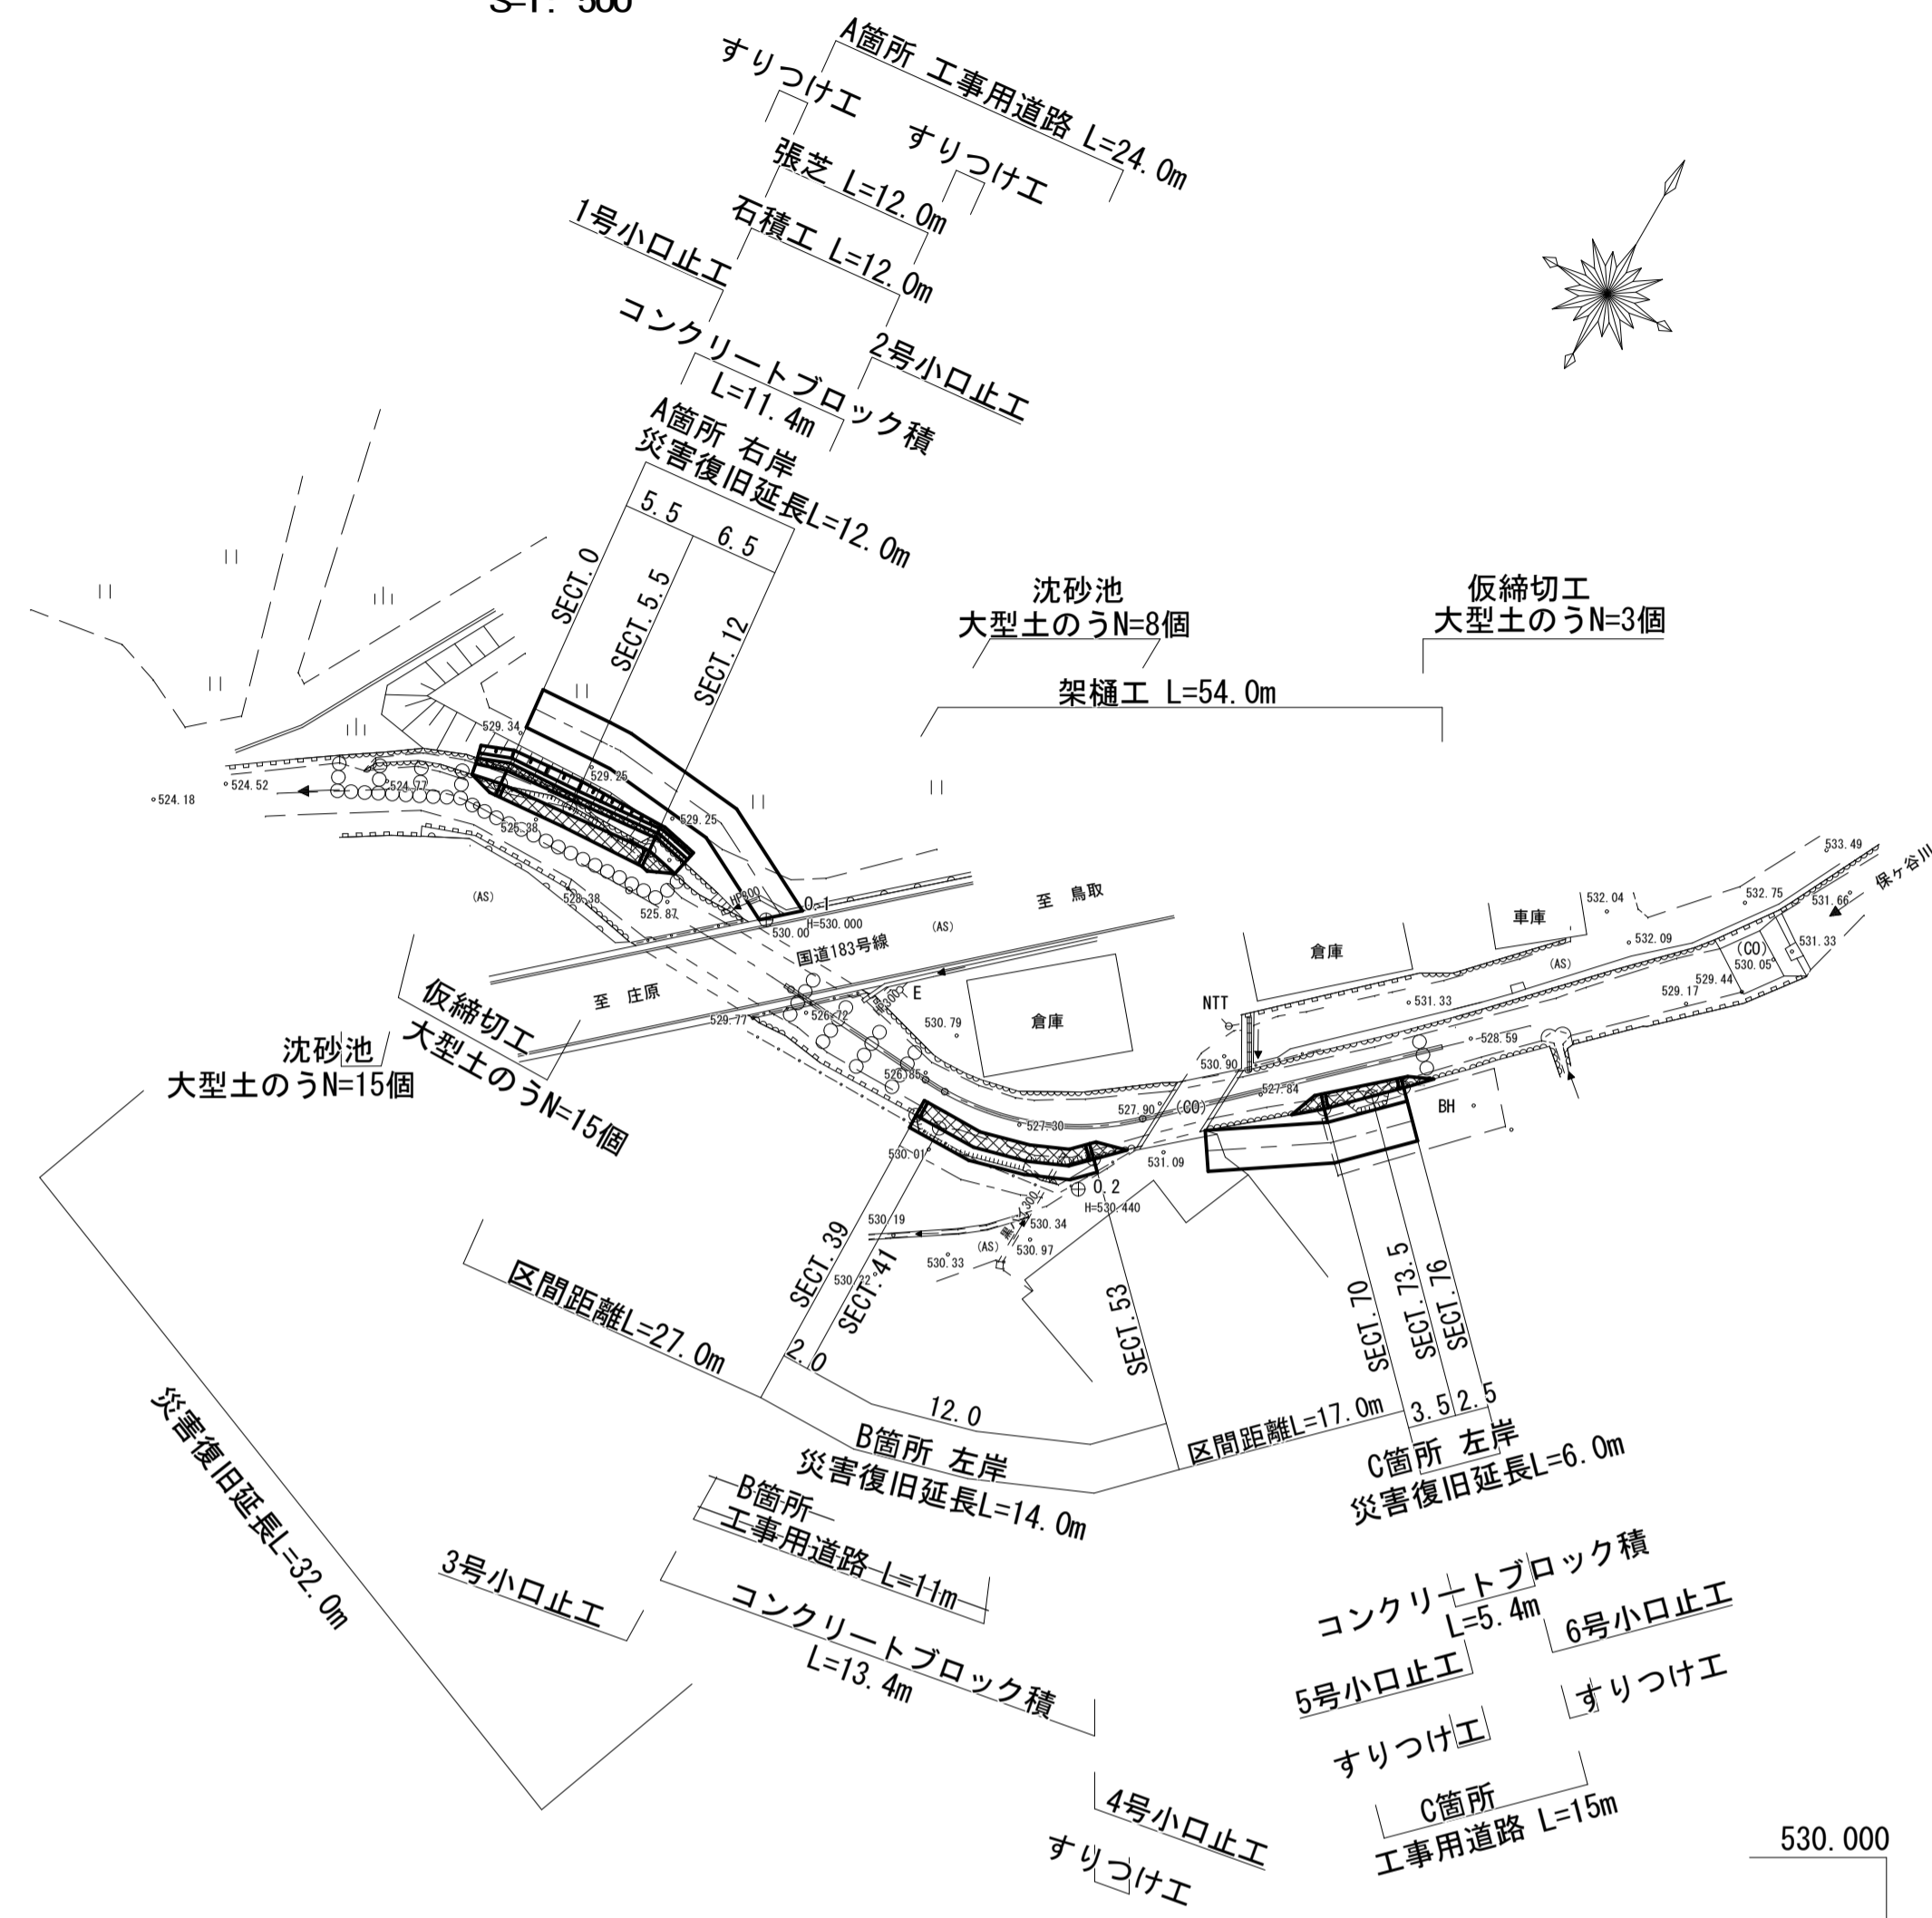 S=1: 500
A箇所 工事用道路 L=24.0m
すりつけ工
すりつけ工
張芝 L=12.0m
石積工 L=12.0m
1号小口止工
コンクリートブロック積
L=11.4m
2号小口止工
A箇所 右岸
災害復旧延長L=12.0m
5.5
6.5
SECT.0
SECT.5.5
SECT.12
沈砂池
大型土のうN=8個
仮締切工
大型土のうN=3個
架樋工 L=54.0m
529.34
529.25
529.25
524.18
524.52
524.77
525.38
528.38
525.87
(AS)
HP300
0.1
H=530.000
530.00
国道183号線
(AS)
至 鳥取
至 庄原
529.77
526.72
E
530.79
倉庫
倉庫
車庫
532.04
532.75
533.49
保ヶ谷川
531.66
532.09
(AS)
(CO)
530.05
531.33
529.44
529.17
NTT
531.33
528.59
530.90
527.84
527.90
(CO)
BH
526.85
527.30
530.01
531.09
0.2
H=530.440
530.19
530.34
(AS)
530.97
530.33
530.22
仮締切工
大型土のうN=15個
沈砂池
大型土のうN=15個
SECT.39
SECT.41
SECT.53
SECT.70
SECT.73.5
SECT.76
区間距離L=27.0m
2.0
12.0
区間距離L=17.0m
3.5
2.5
B箇所 左岸
災害復旧延長L=14.0m
C箇所 左岸
災害復旧延長L=6.0m
災害復旧延長L=32.0m
B箇所
工事用道路 L=11m
3号小口止工
コンクリートブロック積
L=13.4m
コンクリートブロック積
L=5.4m
6号小口止工
5号小口止工
すりつけ工
すりつけ工
C箇所
工事用道路 L=15m
4号小口止工
すりつけ工
530.000